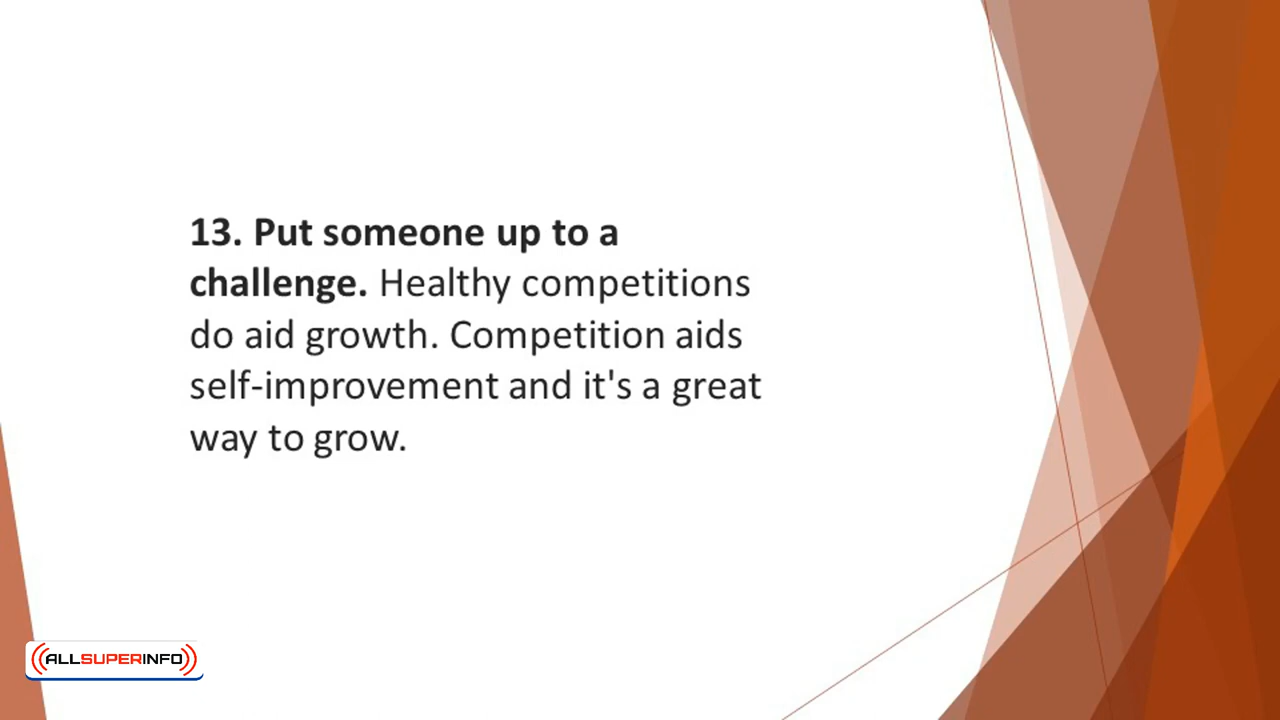 13. Put someone up to a
challenge. Healthy competitions
do aid growth. Competition aids
self-improvement and it's a great
way to grow.
ALLSUPERINFO